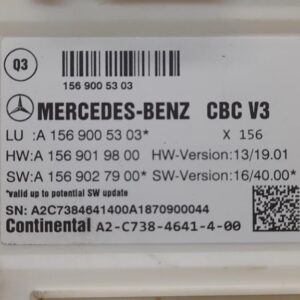 Q3
156 900 53 03
MERCEDES-BENZ CBC V3
LU :A 156 900 53 03* X 156
HW:A 156 901 98 00 HW-Version:13/19.01
SW:A 156 902 79 00* SW-Version:16/40.00*
*valid up to potential SW update
SN: A2C7384641400A1870900044
Continental A2-C738-4641-4-00